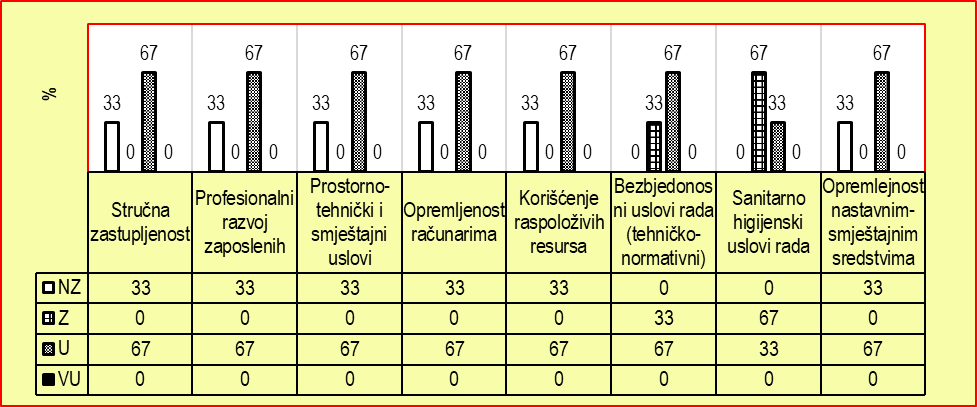 %
67 67 67 67 67 67 67 67
33 33 33 33 33 33 33 33
0 0 0 0 0 0 0 0 0 0 0 0 0 0 0 0
Stručna
zastupljenost
Profesionalni
razvoj
zaposlenih
Prostorno-
tehnički i
smještajni
uslovi
Opremljenost
računarima
Korišćenje
raspoloživih
resursa
Bezbjedonos
ni uslovi rada
(tehničko-
normativni)
Sanitarno
higijenski
uslovi rada
Opremlejnost
nastavnim-
smještajnim
sredstvima
NZ 33 33 33 33 33 0 0 33
Z 0 0 0 0 0 33 67 0
U 67 67 67 67 67 67 33 67
VU 0 0 0 0 0 0 0 0